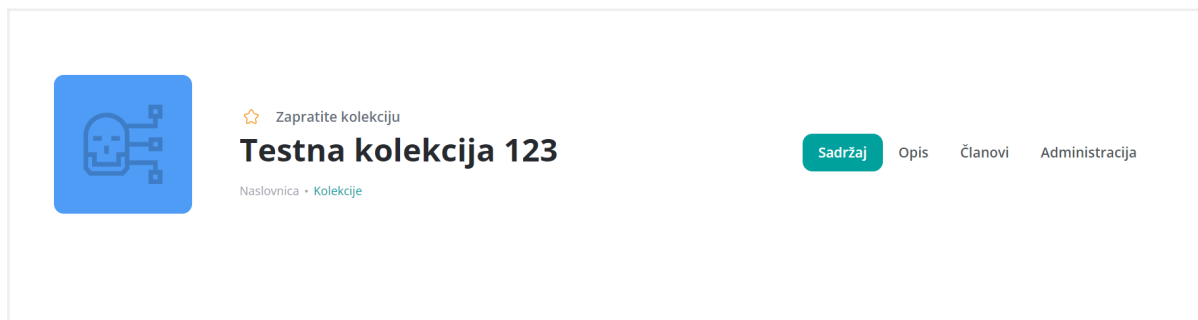 Zapratite kolekciju
Testna kolekcija 123
Naslovnica • Kolekcije
Sadržaj Opis Članovi Administracija